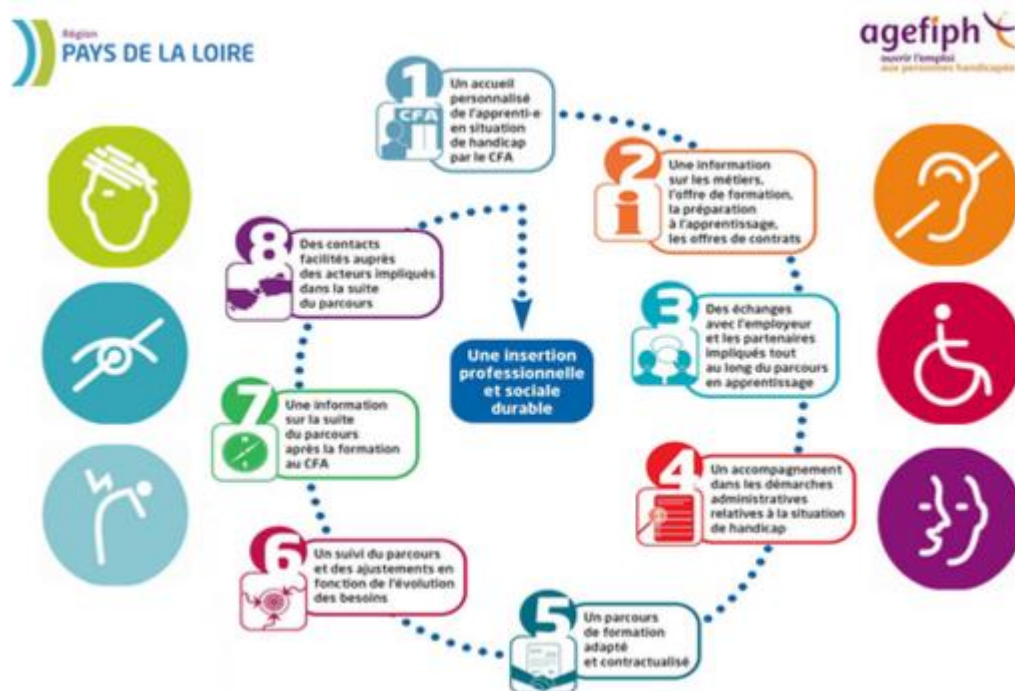 Région
PAYS DE LA LOIRE
agefiph
ouvrir l'emploi
aux personnes handicapées
1
CFA
Un accueil
personnalisé
de l'apprenti-e
en situation
de handicap
par le CFA
2
i
Une information
sur les métiers,
l'offre de formation,
la préparation
à l'apprentissage,
les offres de contrats
3
Des échanges
avec l'employeur
et les partenaires
impliqués tout
au long du parcours
en apprentissage
4
Un accompagnement
dans les démarches
administratives
relatives à la situation
de handicap
5
Un parcours
de formation
adapté
et contractualisé
6
Un suivi du parcours
et des ajustements en
fonction de l'évolution
des besoins
7
Une information
sur la suite
du parcours
après la formation
au CFA
8
Des contacts
facilités auprès
des acteurs impliqués
dans la suite
du parcours
Une insertion
professionnelle
et sociale
durable